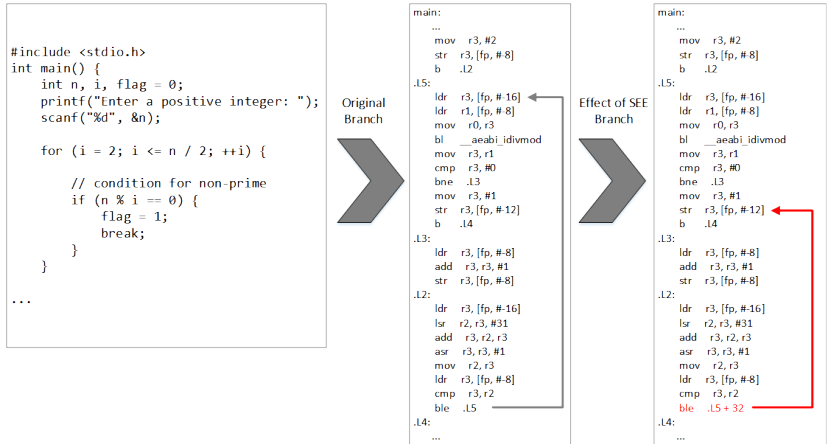 #include <stdio.h>
int main() {
int n, i, flag = 0;
printf("Enter a positive integer: ");
scanf("%d", &n);
for (i = 2; i <= n / 2; ++i) {
// condition for non-prime
if (n % i == 0) {
flag = 1;
break;
}
}
...
Original
Branch
main:
...
mov r3, #2
str r3, [fp, #-8]
b .L2
.L5:
ldr r3, [fp, #-16]
ldr r1, [fp, #-8]
mov r0, r3
bl __aeabi_idivmod
mov r3, r1
cmp r3, #0
bne .L3
mov r3, #1
str r3, [fp, #-12]
b .L4
.L3:
ldr r3, [fp, #-8]
add r3, r3, #1
str r3, [fp, #-8]
.L2:
ldr r3, [fp, #-16]
lsr r2, r3, #31
add r3, r2, r3
asr r3, r3, #1
mov r2, r3
ldr r3, [fp, #-8]
cmp r3, r2
ble .L5
.L4:
...
Effect of SEE
Branch
main:
...
mov r3, #2
str r3, [fp, #-8]
b .L2
.L5:
ldr r3, [fp, #-16]
ldr r1, [fp, #-8]
mov r0, r3
bl __aeabi_idivmod
mov r3, r1
cmp r3, #0
bne .L3
mov r3, #1
str r3, [fp, #-12]
b .L4
.L3:
ldr r3, [fp, #-8]
add r3, r3, #1
str r3, [fp, #-8]
.L2:
ldr r3, [fp, #-16]
lsr r2, r3, #31
add r3, r2, r3
asr r3, r3, #1
mov r2, r3
ldr r3, [fp, #-8]
cmp r3, r2
ble .L5 + 32
.L4:
...